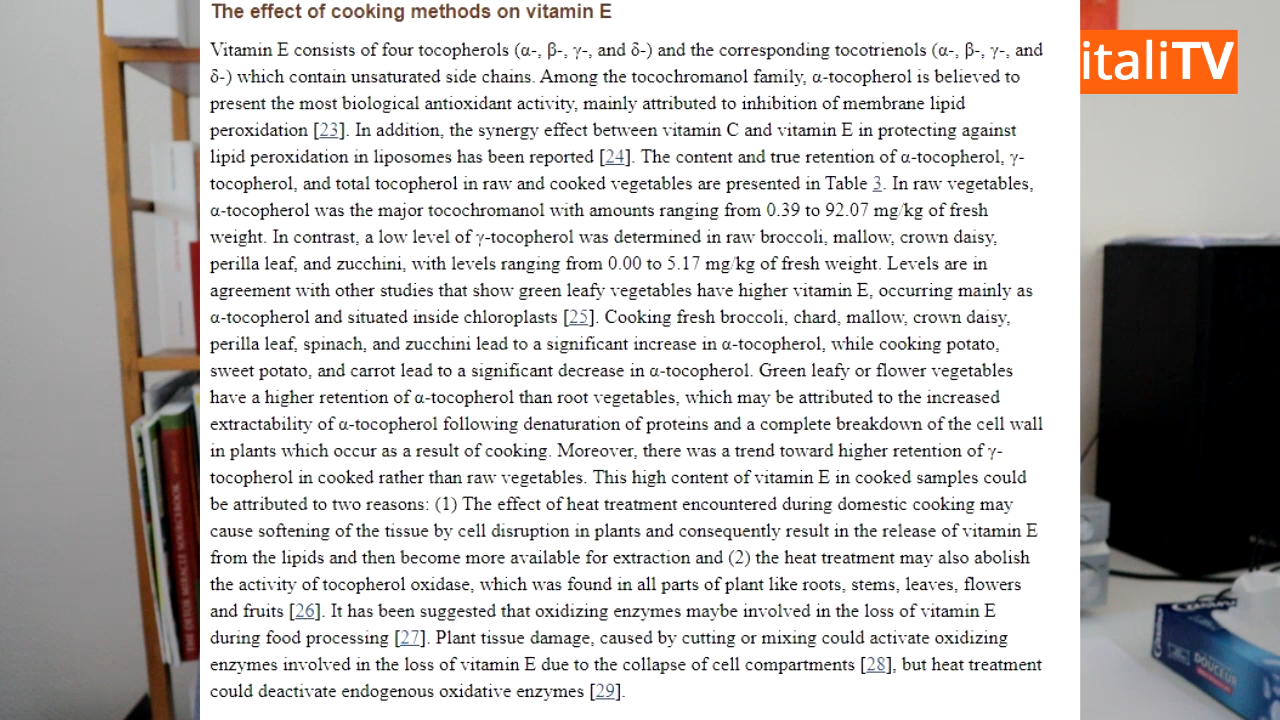 The effect of cooking methods on vitamin E
Vitamin E consists of four tocopherols (α-, β-, γ-, and δ-) and the corresponding tocotrienols (α-, β-, γ-, and
δ-) which contain unsaturated side chains. Among the tocochromanol family, α-tocopherol is believed to
present the most biological antioxidant activity, mainly attributed to inhibition of membrane lipid
peroxidation [23]. In addition, the synergy effect between vitamin C and vitamin E in protecting against
lipid peroxidation in liposomes has been reported [24]. The content and true retention of α-tocopherol, γ-
tocopherol, and total tocopherol in raw and cooked vegetables are presented in Table 3. In raw vegetables,
α-tocopherol was the major tocochromanol with amounts ranging from 0.39 to 92.07 mg/kg of fresh
weight. In contrast, a low level of γ-tocopherol was determined in raw broccoli, mallow, crown daisy,
perilla leaf, and zucchini, with levels ranging from 0.00 to 5.17 mg/kg of fresh weight. Levels are in
agreement with other studies that show green leafy vegetables have higher vitamin E, occurring mainly as
α-tocopherol and situated inside chloroplasts [25]. Cooking fresh broccoli, chard, mallow, crown daisy,
perilla leaf, spinach, and zucchini lead to a significant increase in α-tocopherol, while cooking potato,
sweet potato, and carrot lead to a significant decrease in α-tocopherol. Green leafy or flower vegetables
have a higher retention of α-tocopherol than root vegetables, which may be attributed to the increased
extractability of α-tocopherol following denaturation of proteins and a complete breakdown of the cell wall
in plants which occur as a result of cooking. Moreover, there was a trend toward higher retention of γ-
tocopherol in cooked rather than raw vegetables. This high content of vitamin E in cooked samples could
be attributed to two reasons: (1) The effect of heat treatment encountered during domestic cooking may
cause softening of the tissue by cell disruption in plants and consequently result in the release of vitamin E
from the lipids and then become more available for extraction and (2) the heat treatment may also abolish
the activity of tocopherol oxidase, which was found in all parts of plant like roots, stems, leaves, flowers
and fruits [26]. It has been suggested that oxidizing enzymes maybe involved in the loss of vitamin E
during food processing [27]. Plant tissue damage, caused by cutting or mixing could activate oxidizing
enzymes involved in the loss of vitamin E due to the collapse of cell compartments [28], but heat treatment
could deactivate endogenous oxidative enzymes [29].
italiTV
THE DETOX MIRACLE SOURCEBOOK
DOUCEUR